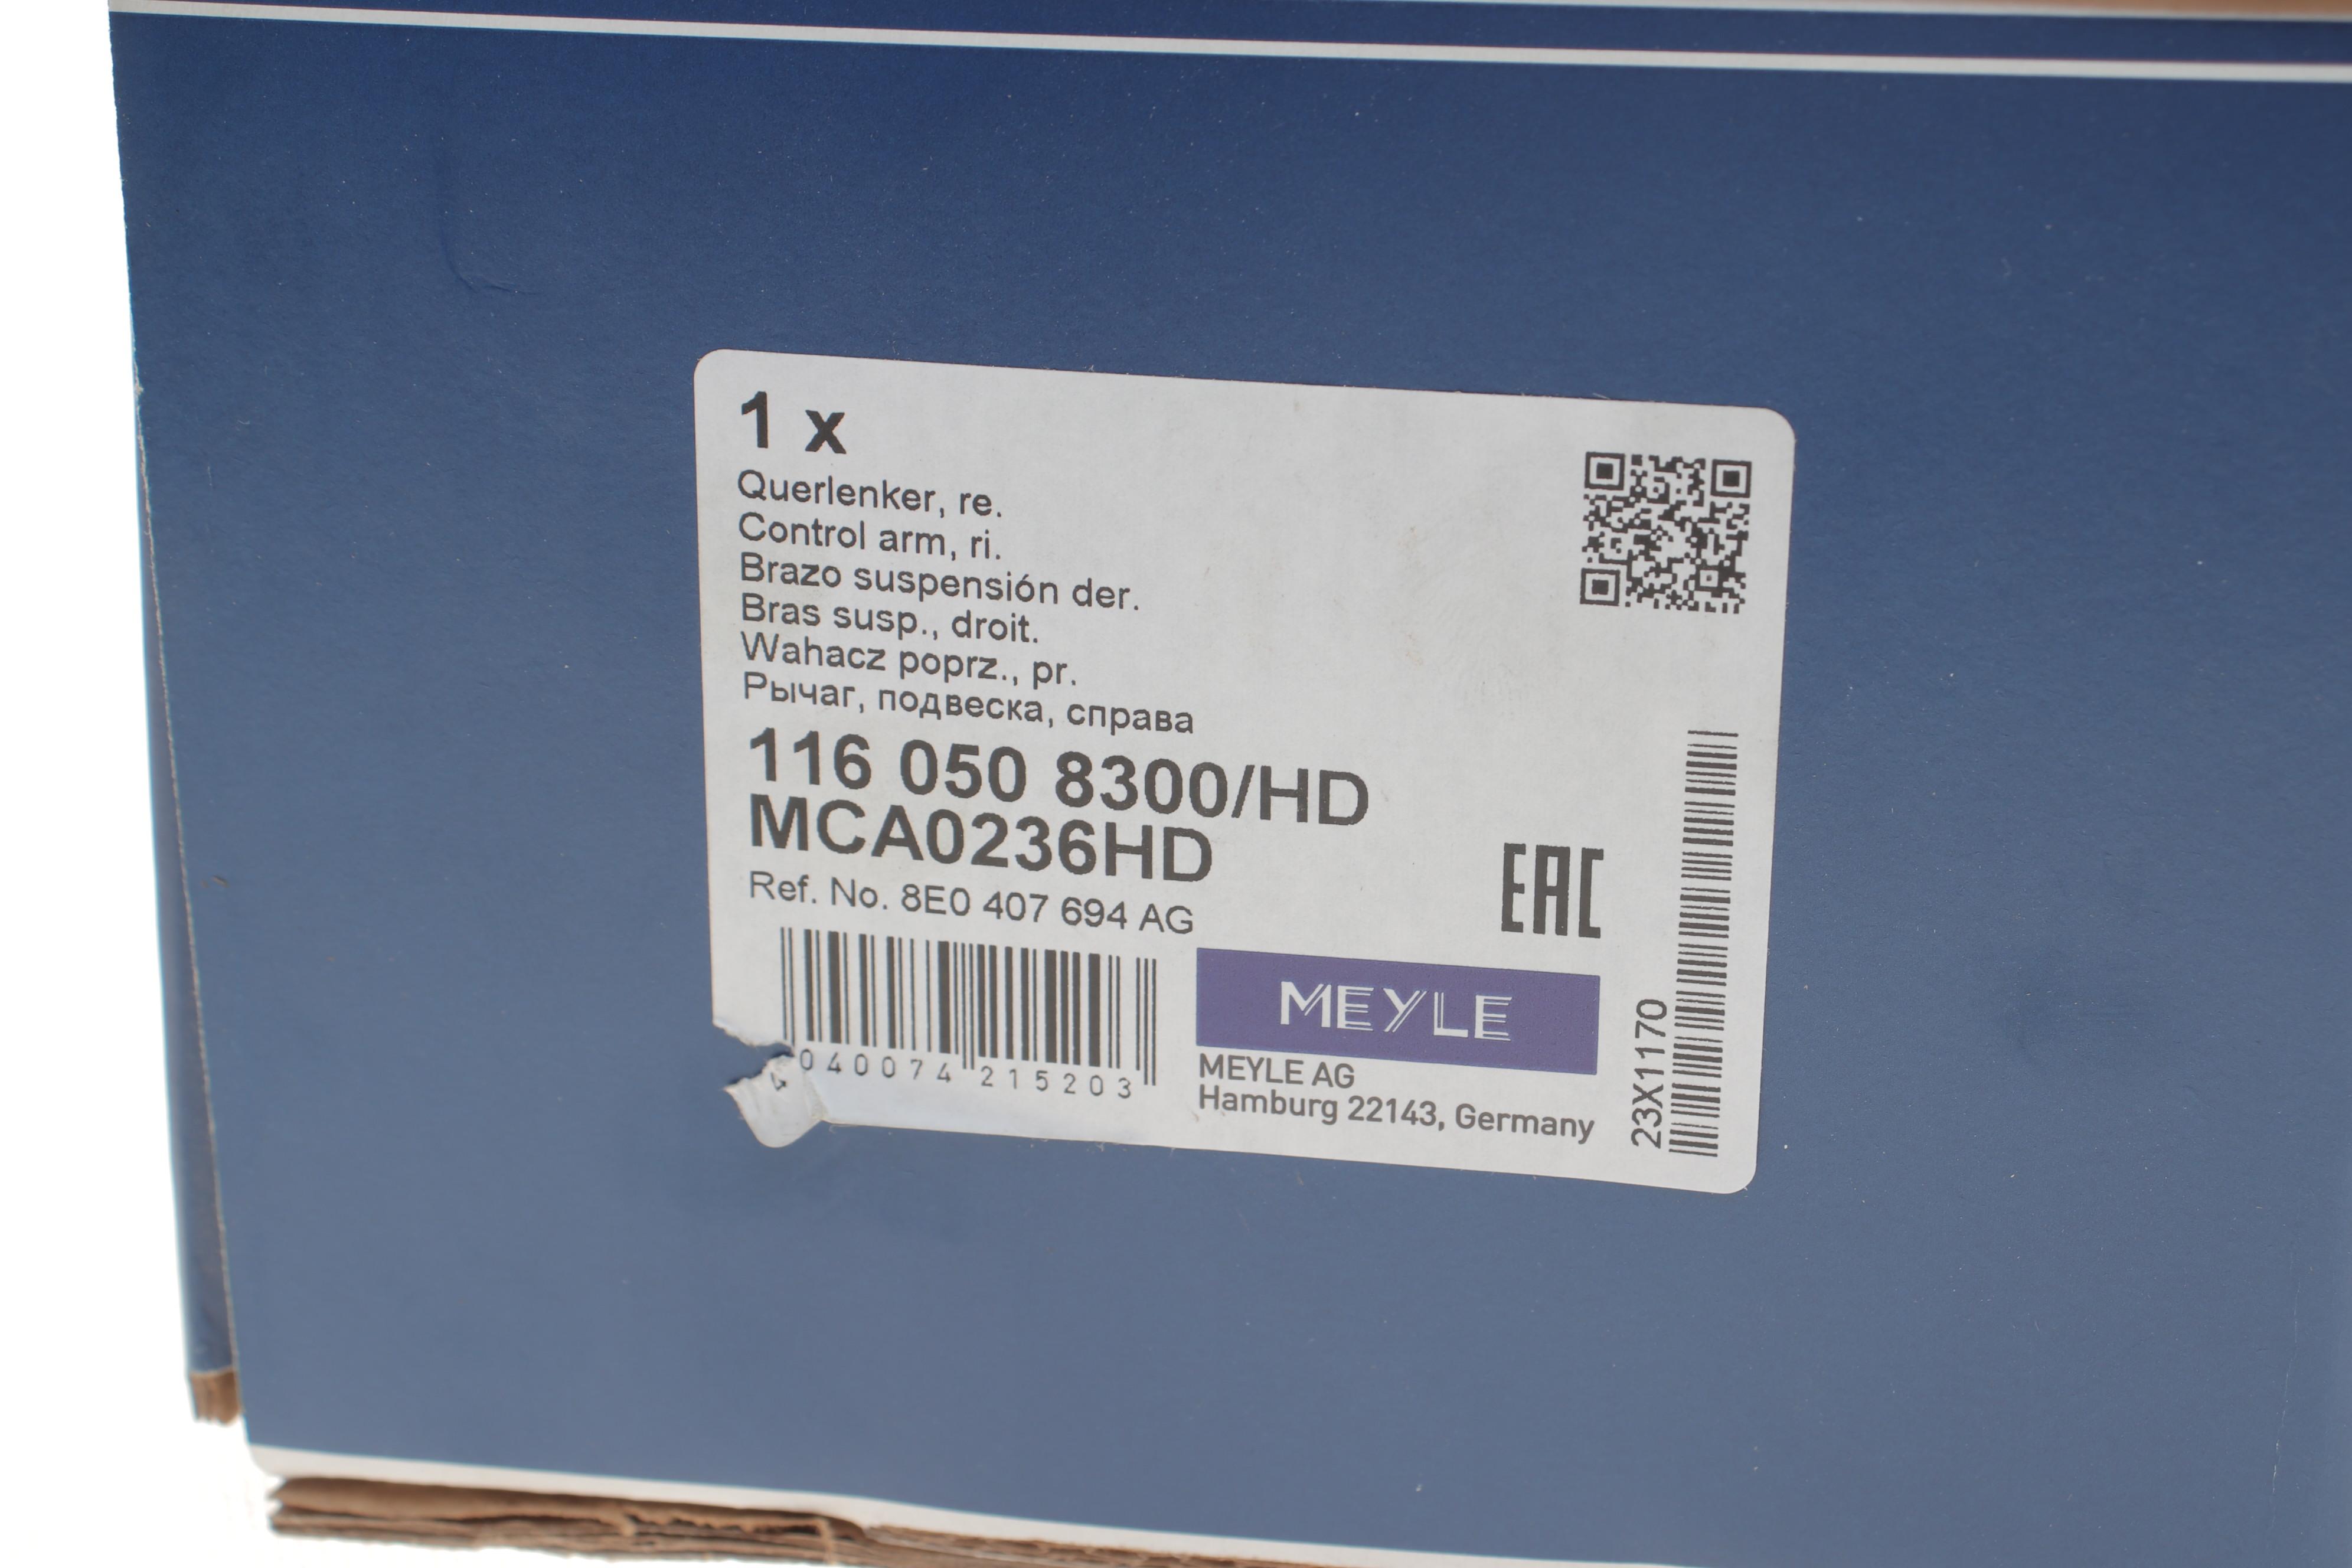 1 x
Querlenker, re.
Control arm, ri.
Brazo suspensión der.
Bras susp., droit.
Wahacz poprz., pr.
Рычаг, подвеска, справа
116 050 8300/HD
MCA0236HD
Ref. No. 8E0 407 694 AG
EAC
4 040074 215203
MEYLE
MEYLE AG
Hamburg 22143, Germany
23X1170